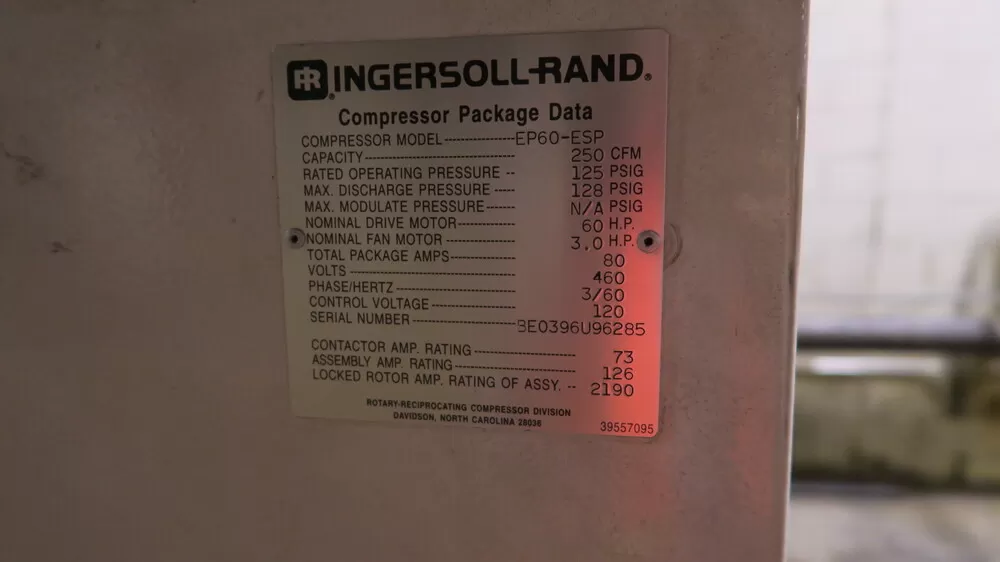 IR INGERSOLL-RAND®
Compressor Package Data
COMPRESSOR MODEL ---------------- EP60-ESP
CAPACITY ---------------------------------- 250 CFM
RATED OPERATING PRESSURE -- 125 PSIG
MAX. DISCHARGE PRESSURE ------ 128 PSIG
MAX. MODULATE PRESSURE ------- N/A PSIG
NOMINAL DRIVE MOTOR ------------- 60 H.P.
NOMINAL FAN MOTOR ---------------- 3.0 H.P.
TOTAL PACKAGE AMPS --------------- 80
VOLTS -------------------------------------- 460
PHASE/HERTZ --------------------------- 3/60
CONTROL VOLTAGE ------------------- 120
SERIAL NUMBER ------------------------ BE0396U96285
CONTACTOR AMP. RATING ----------------------- 73
ASSEMBLY AMP. RATING --------------------------- 126
LOCKED ROTOR AMP. RATING OF ASSY. -- 2190
ROTARY-RECIPROCATING COMPRESSOR DIVISION
DAVIDSON, NORTH CAROLINA 28036
39557095